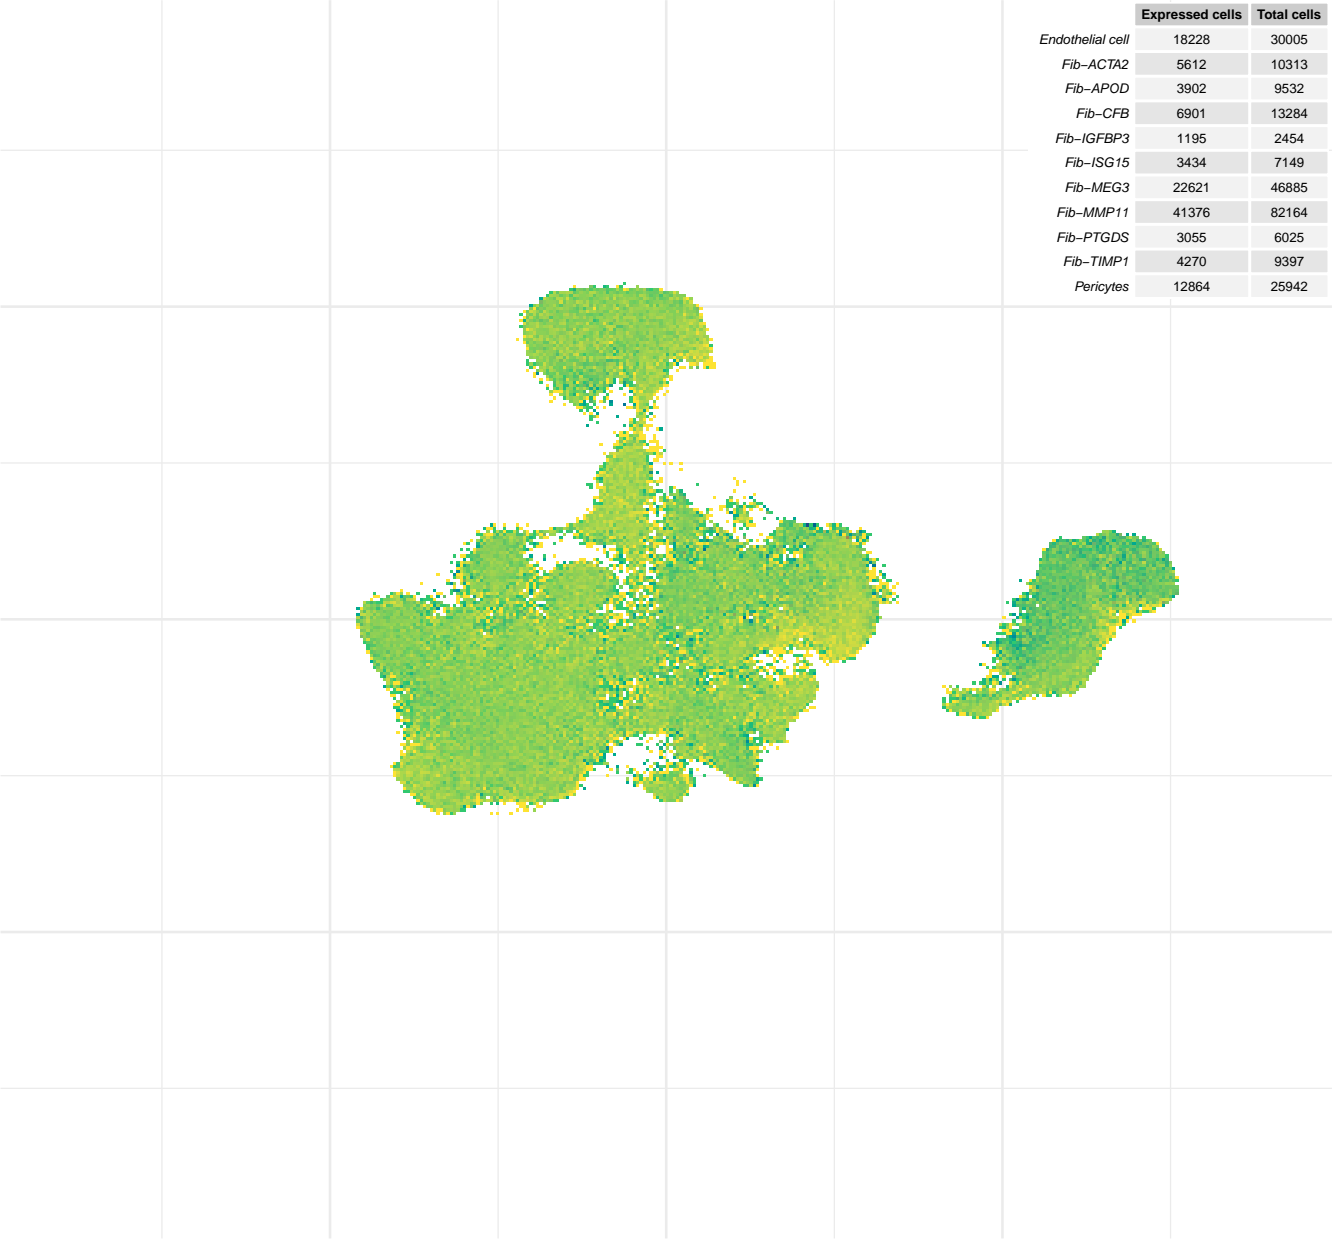 Expressed cells Total cells
Endothelial cell 18228 30005
Fib−ACTA2 5612 10313
Fib−APOD 3902 9532
Fib−CFB 6901 13284
Fib−IGFBP3 1195 2454
Fib−ISG15 3434 7149
Fib−MEG3 22621 46885
Fib−MMP11 41376 82164
Fib−PTGDS 3055 6025
Fib−TIMP1 4270 9397
Pericytes 12864 25942